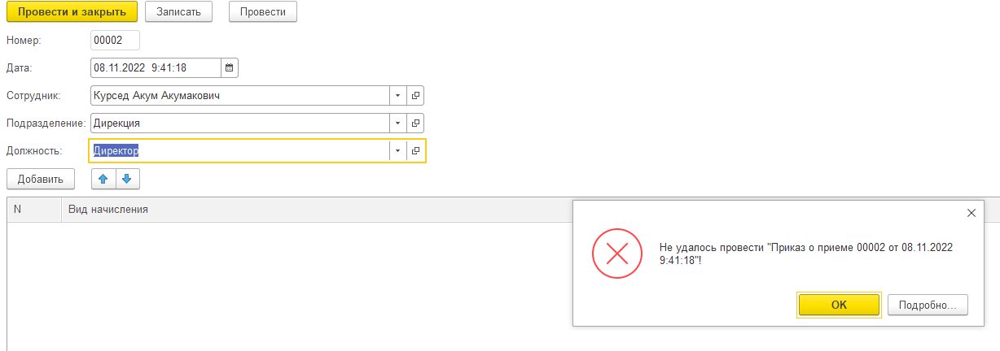 Провести и закрыть Записать Провести
Номер: 00002
Дата: 08.11.2022 9:41:18
Сотрудник: Курсед Акум Акумакович
Подразделение: Дирекция
Должность: Директор
Добавить
N Вид начисления
Не удалось провести "Приказ о приеме 00002 от 08.11.2022
9:41:18"!
OK Подробно...